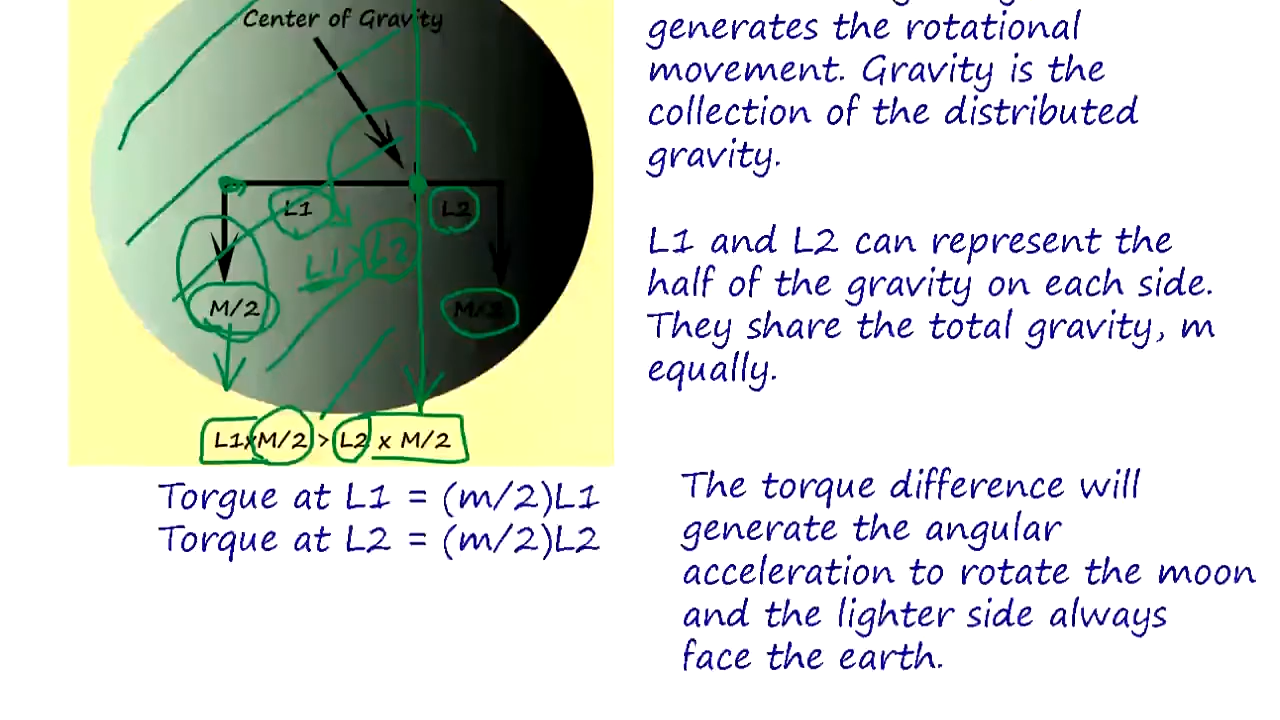 Center of Gravity
L1
L2
L1>L2
M/2
M/2
L1xM/2 > L2 x M/2
Torgue at L1 = (m/2)L1
Torque at L2 = (m/2)L2
generates the rotational
movement. Gravity is the
collection of the distributed
gravity.
L1 and L2 can represent the
half of the gravity on each side.
They share the total gravity, m
equally.
The torque difference will
generate the angular
acceleration to rotate the moon
and the lighter side always
face the earth.